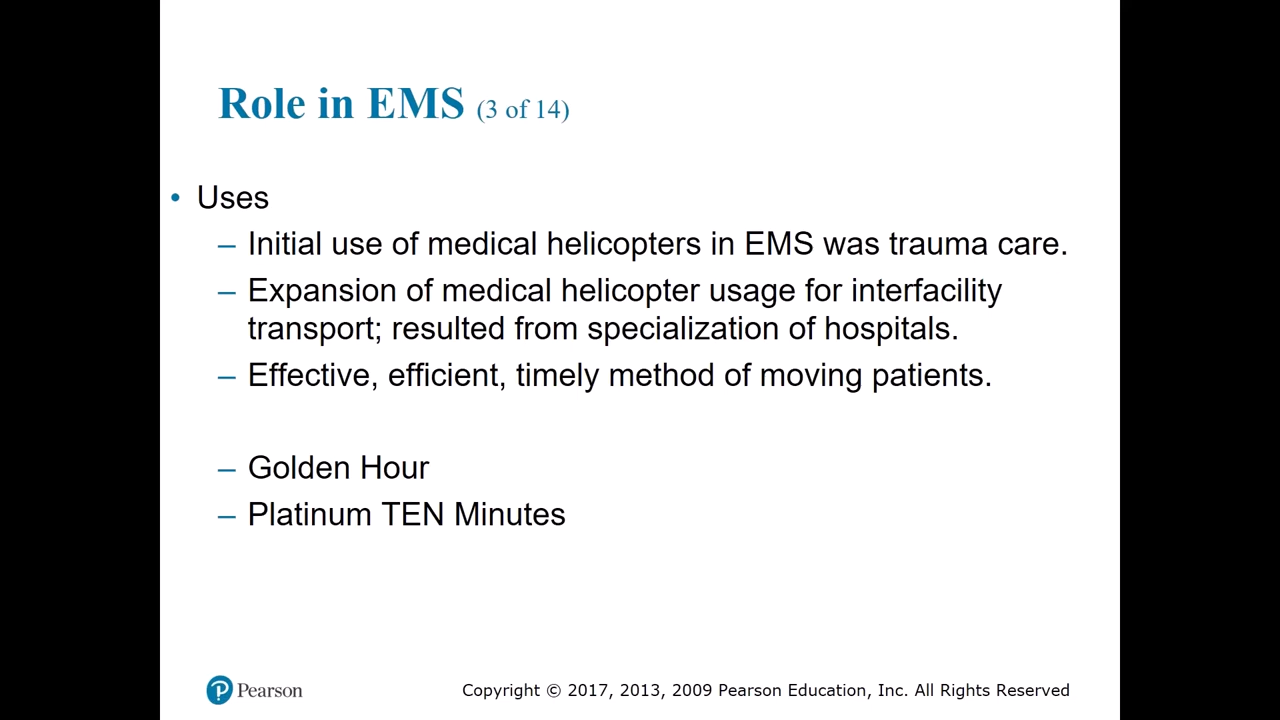 Role in EMS (3 of 14)
• Uses
– Initial use of medical helicopters in EMS was trauma care.
– Expansion of medical helicopter usage for interfacility
transport; resulted from specialization of hospitals.
– Effective, efficient, timely method of moving patients.
– Golden Hour
– Platinum TEN Minutes
Pearson
Copyright © 2017, 2013, 2009 Pearson Education, Inc. All Rights Reserved